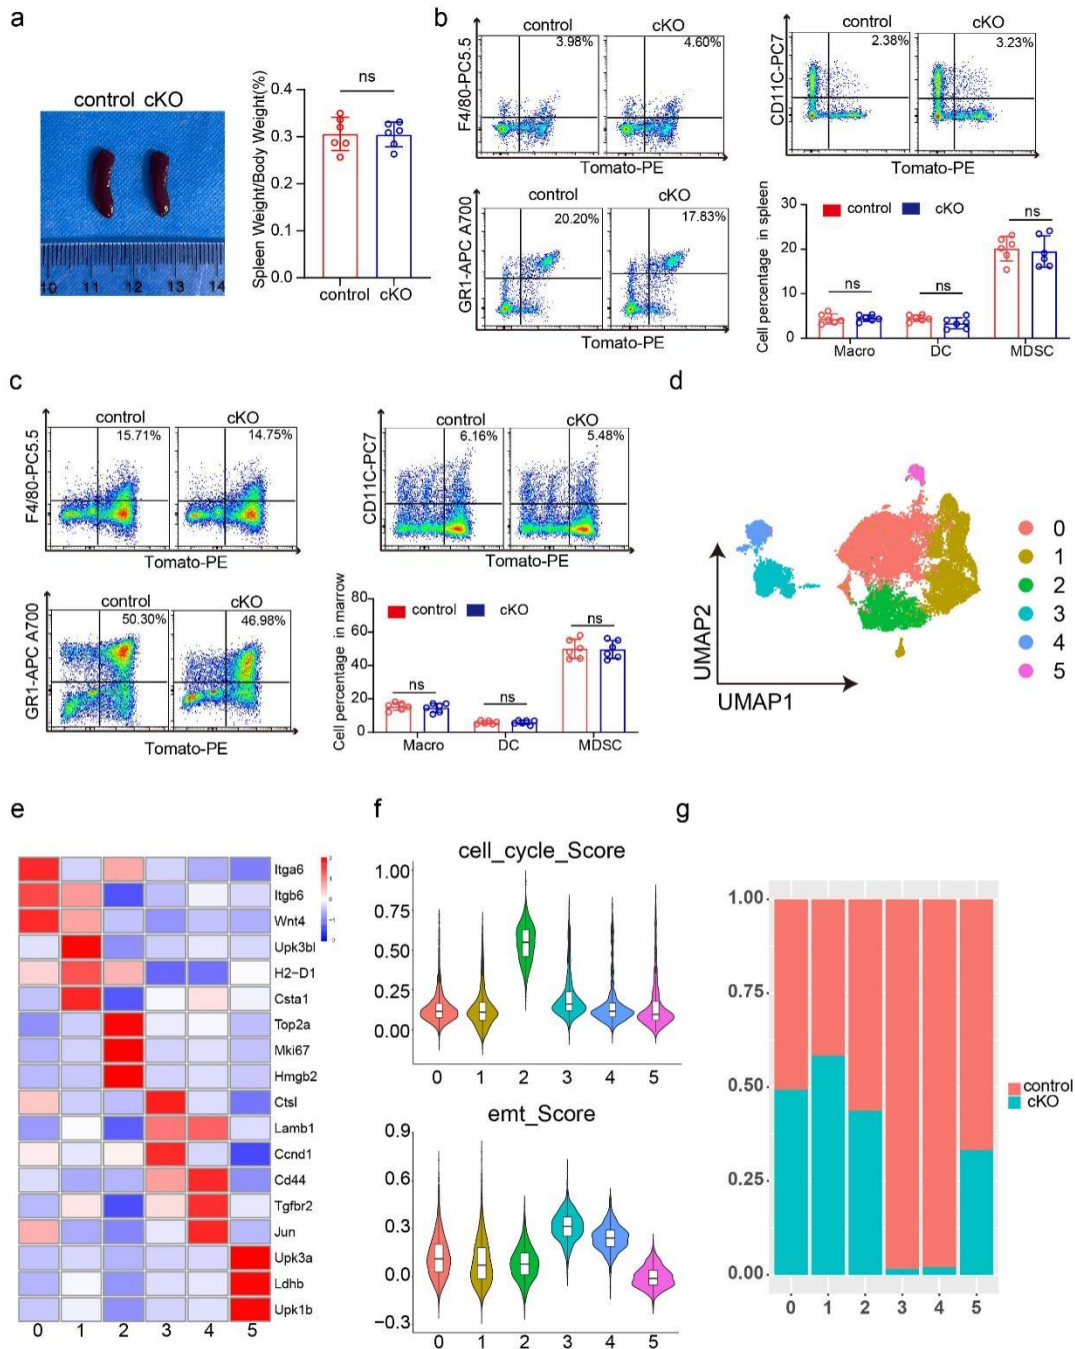 a
control cKO
10 11 12 13 14
Spleen Weight/Body Weight(%)
0.4
0.3
0.2
0.1
0.0
ns
control cKO
b
control cKO
3.98% 4.60%
F4/80-PC5.5
Tomato-PE
control cKO
2.38% 3.23%
CD11C-PC7
Tomato-PE
control cKO
20.20% 17.83%
GR1-APC A700
Tomato-PE
Cell percentage in spleen
30
20
10
0
control cKO
ns ns ns
Macro DC MDSC
c
control cKO
15.71% 14.75%
F4/80-PC5.5
Tomato-PE
control cKO
6.16% 5.48%
CD11C-PC7
Tomato-PE
control cKO
50.30% 46.98%
GR1-APC A700
Tomato-PE
Cell percentage in marrow
80
60
40
20
0
control cKO
ns ns ns
Macro DC MDSC
d
UMAP2
UMAP1
0
1
2
3
4
5
e
Itga6
Itgb6
Wnt4
Upk3bl
H2-D1
Csta1
Top2a
Mki67
Hmgb2
Ctsl
Lamb1
Ccnd1
Cd44
Tgfbr2
Jun
Upk3a
Ldhb
Upk1b
0 1 2 3 4 5
f
cell_cycle_Score
1.00
0.75
0.50
0.25
0.00
0 1 2 3 4 5
emt_Score
0.9
0.6
0.3
0.0
−0.3
0 1 2 3 4 5
g
1.00
0.75
0.50
0.25
0.00
0 1 2 3 4 5
control
cKO